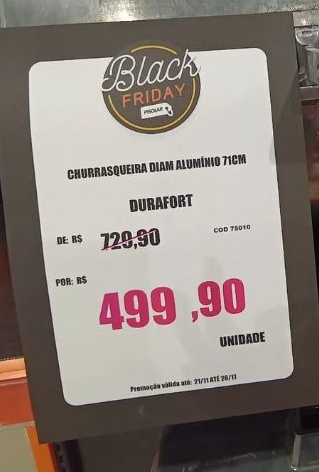 Black
FRIDAY
CHURRASQUEIRA DIAM ALUMÍNIO 71CM
DURAFORT
DE: R$ 729,90 COD 75010
POR: R$
499 ,90
UNIDADE
Promoção válida até: 21/11 ATÉ 26/11